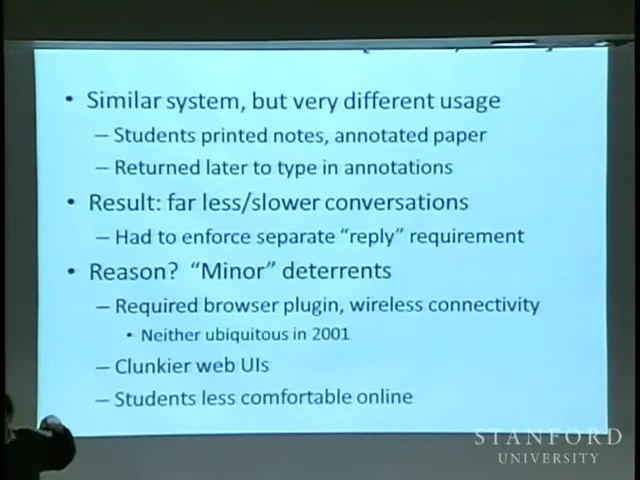 • Similar system, but very different usage
– Students printed notes, annotated paper
– Returned later to type in annotations
• Result: far less/slower conversations
– Had to enforce separate “reply” requirement
• Reason? “Minor” deterrents
– Required browser plugin, wireless connectivity
• Neither ubiquitous in 2001
– Clunkier web UIs
– Students less comfortable online
STANFORD
UNIVERSITY